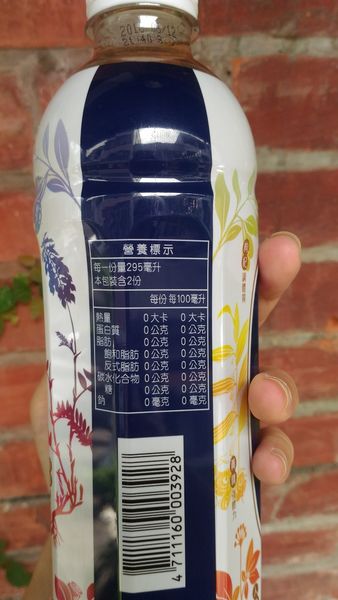 營養標示
每一份量295毫升
本包裝含2份
每份 每100毫升
熱量 0大卡 0大卡
蛋白質 0公克 0公克
脂肪 0公克 0公克
飽和脂肪 0公克 0公克
反式脂肪 0公克 0公克
碳水化合物 0公克 0公克
糖 0公克 0公克
鈉 0毫克 0毫克
4 711160 003928